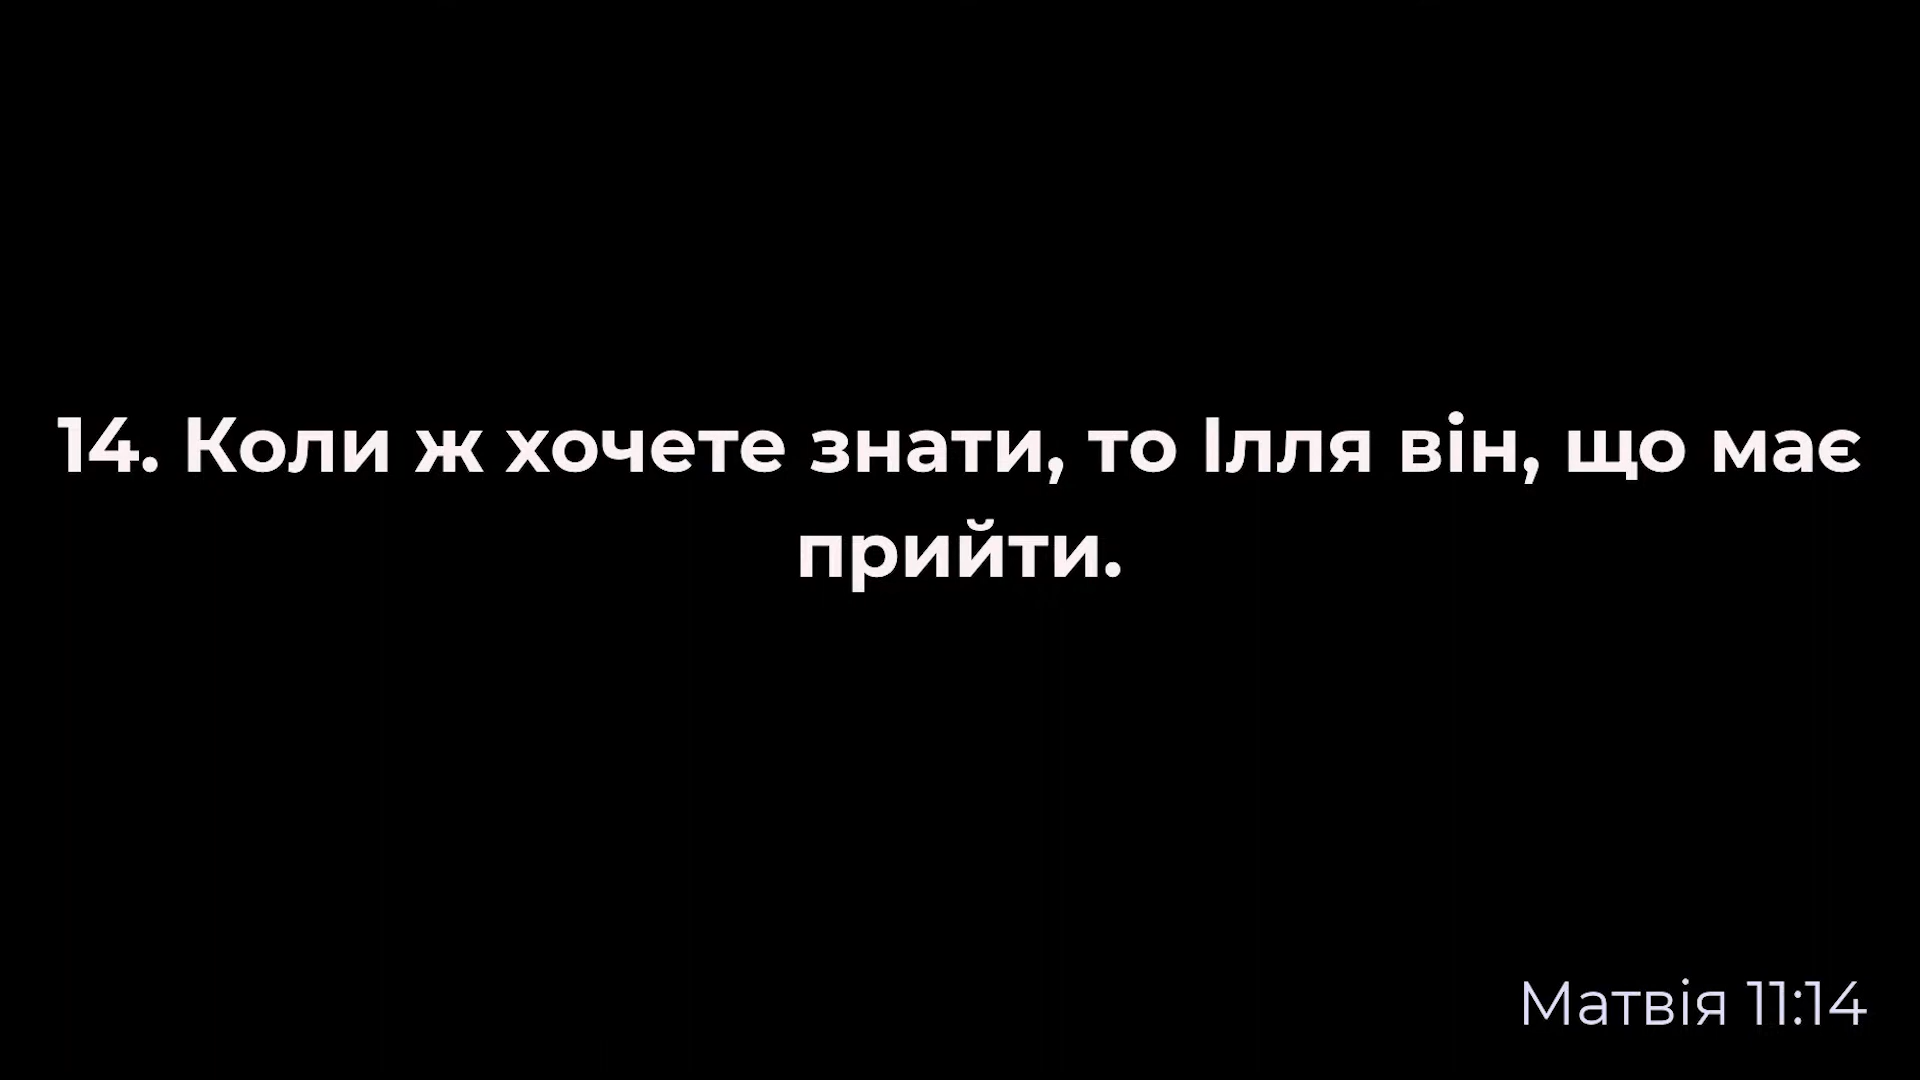 14. Коли ж хочете знати, то Ілля він, що має
прийти.
Матвія 11:14